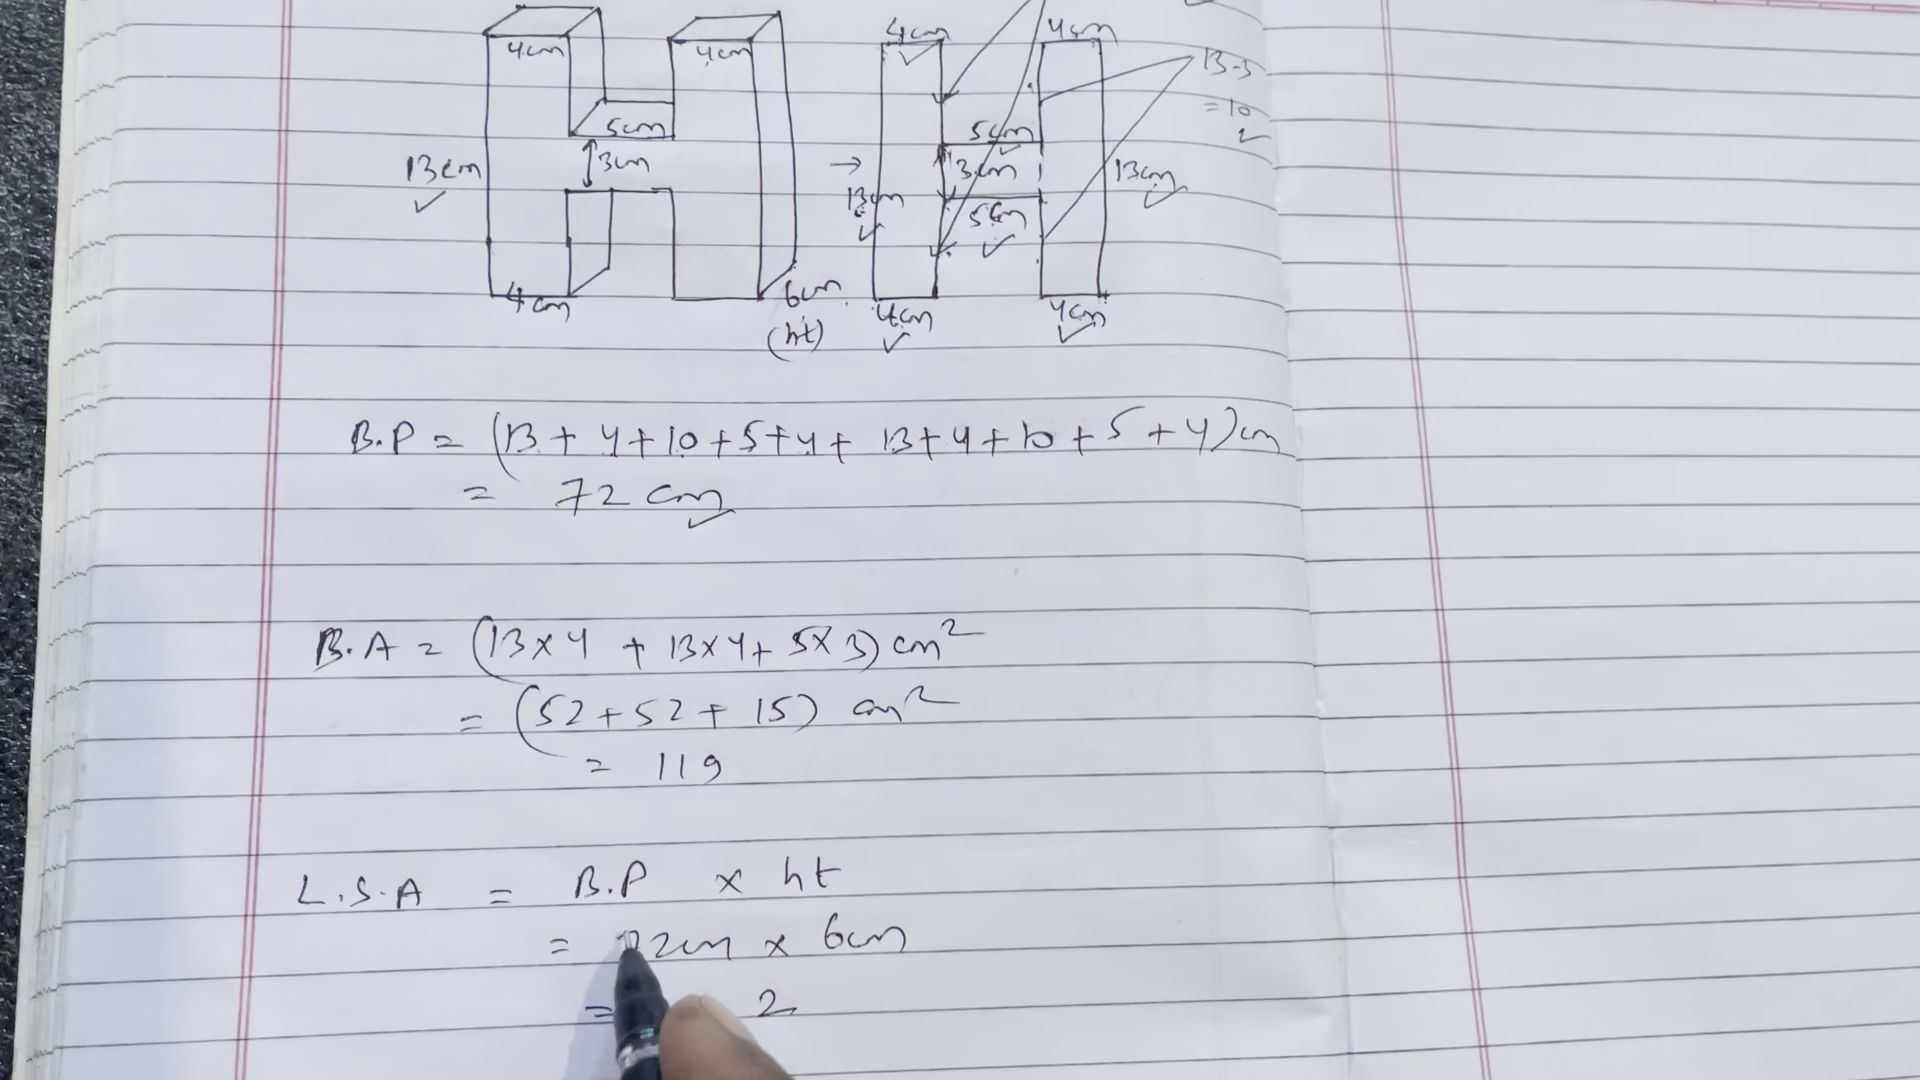 4cm 4cm 4cm 4cm
13-3
= 10
5cm 5cm
13cm 3cm → 3cm 13cm
13cm
5cm
4cm 6cm 4cm 4cm
(ht)
B.P = (13 + 4 + 10 + 5 + 4 + 13 + 4 + 10 + 5 + 4) cm
= 72 cm
B.A = (13 x 4 + 13 x 4 + 5 x 3) cm²
= (52 + 52 + 15) cm²
= 119
L.S.A = B.P x ht
= 72cm x 6cm
= 2